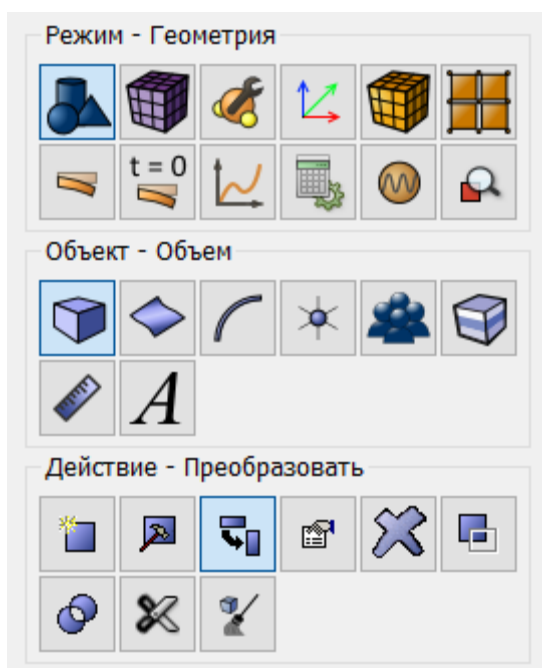 Режим - Геометрия
t = 0
Объект - Объем
A
Действие - Преобразовать